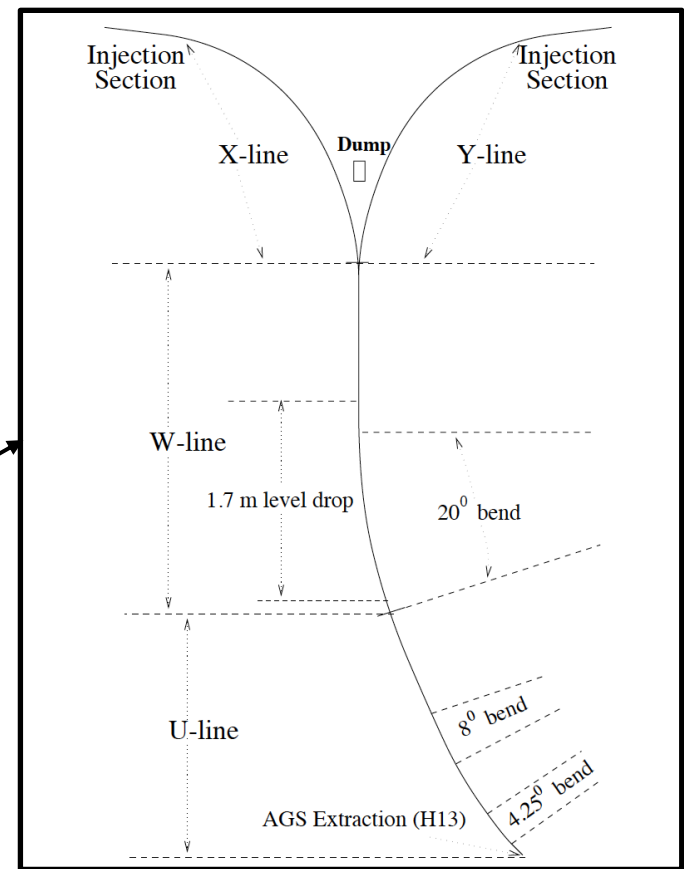 Injection
Section
Injection
Section
Dump
X-line
Y-line
W-line
1.7 m level drop
20⁰ bend
U-line
8⁰ bend
4.25⁰ bend
AGS Extraction (H13)